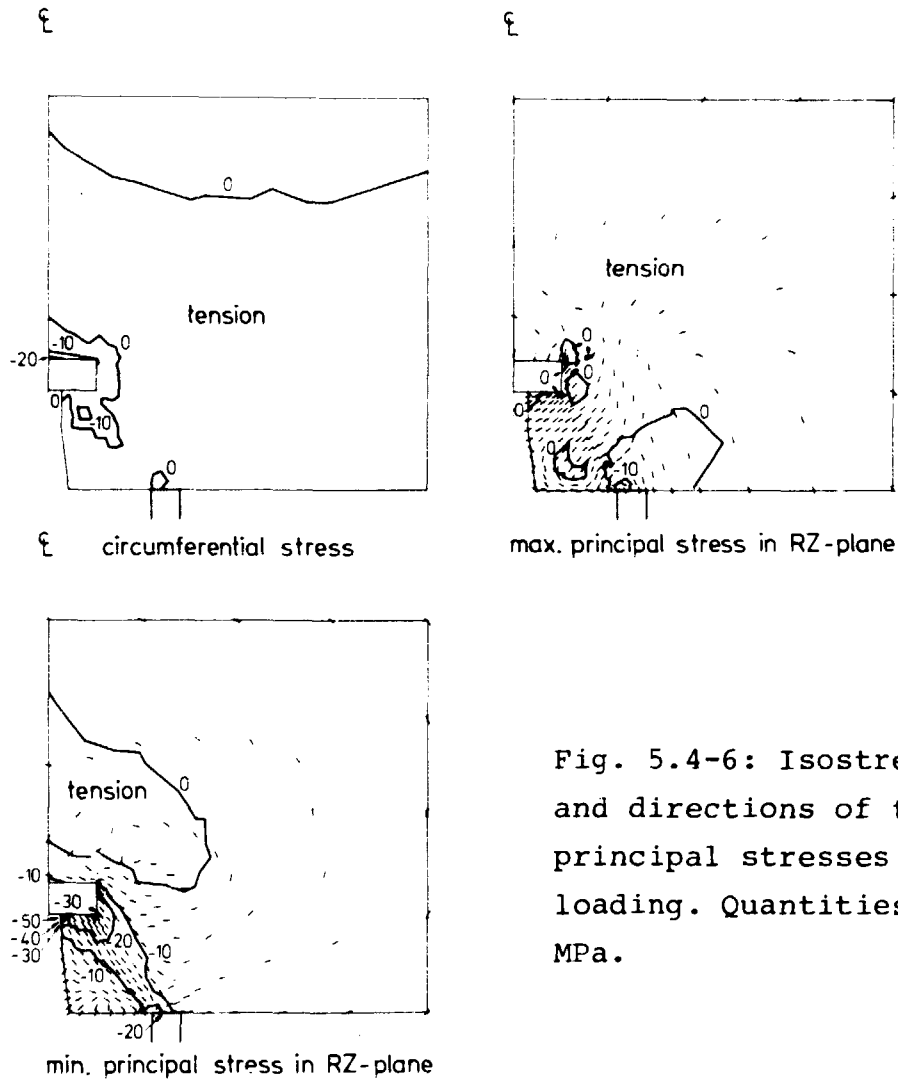 ℄
℄
0
tension
-10
0
-20
0
-10
0
℄
circumferential stress
tension
0
0
0
0
0
0
-10
max. principal stress in RZ-plane
0
tension
-10
-30
-50
-40
-30
-20
-10
-10
-20
min. principal stress in RZ-plane
Fig. 5.4-6: Isostre
and directions of
principal stresses
loading. Quantities
MPa.